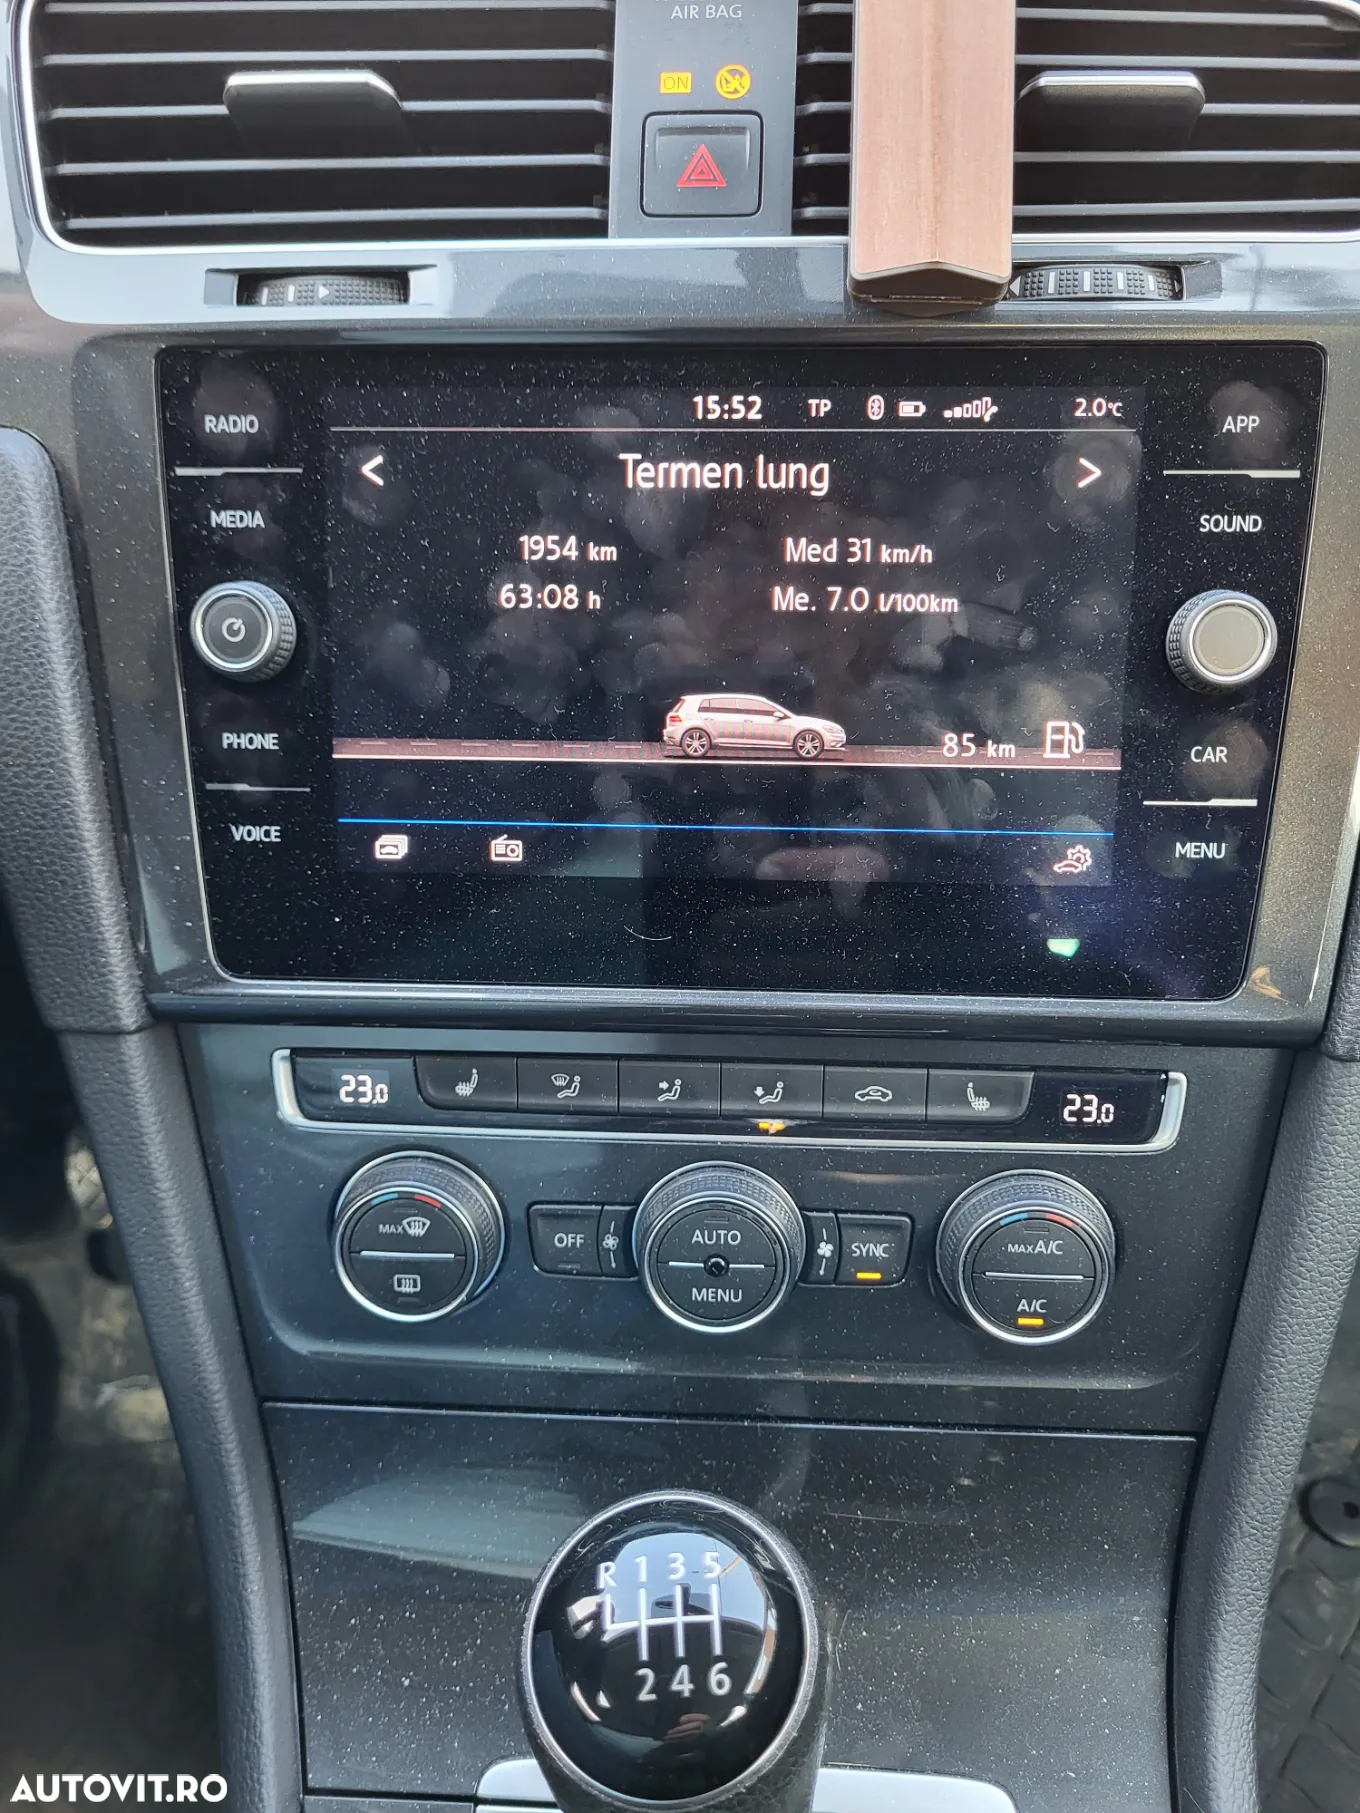 AIR BAG
ON
15:52 TP 2.0°C
RADIO
APP
< Termen lung >
MEDIA
SOUND
1954 km Med 31 km/h
63:08 h Me. 7.0 l/100km
PHONE
85 km
CAR
VOICE
MENU
23.0 23.0
MAX
OFF
AUTO
MENU
SYNC
MAX A/C
A/C
R 1 3 5
2 4 6
AUTOVIT.RO